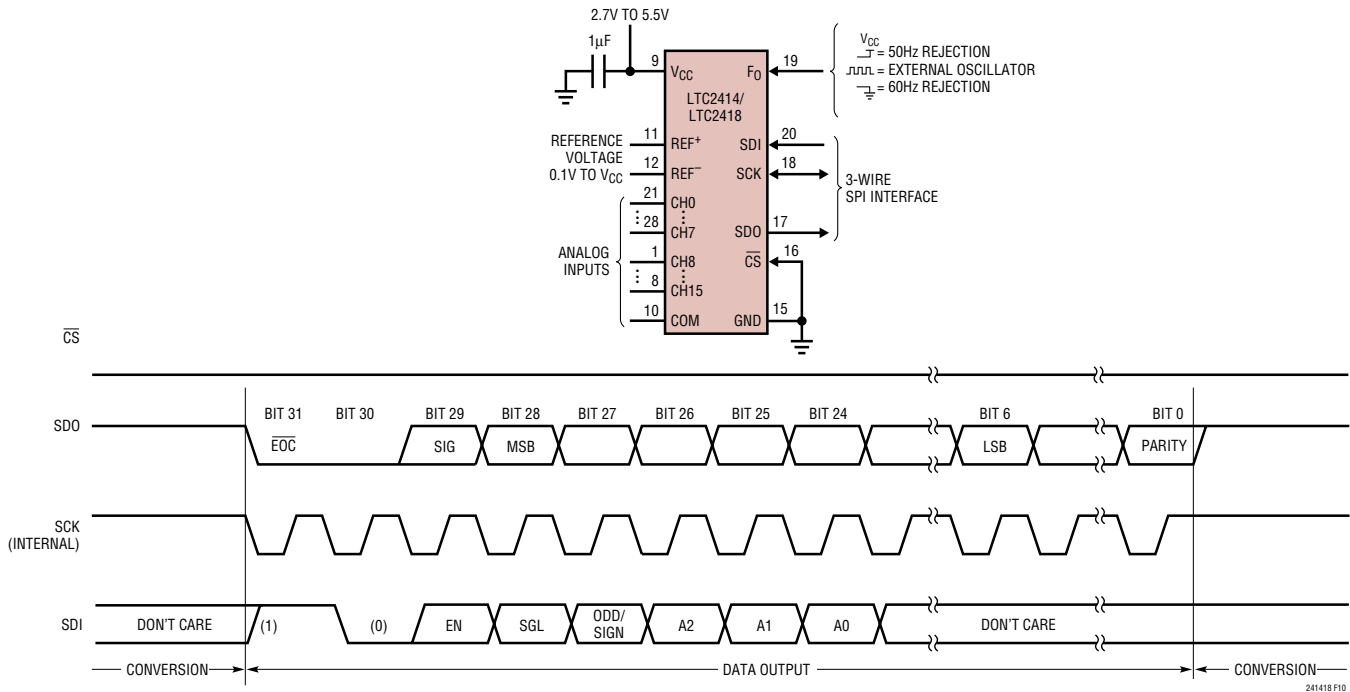 2.7V TO 5.5V
1µF
9
VCC
FO
19
VCC
= 50Hz REJECTION
= EXTERNAL OSCILLATOR
= 60Hz REJECTION
LTC2414/
LTC2418
REFERENCE
VOLTAGE
0.1V TO VCC
11
REF+
12
REF–
SDI
20
SCK
18
3-WIRE
SPI INTERFACE
21
CH0
28
CH7
SDO
17
ANALOG
INPUTS
1
CH8
CS
16
8
CH15
10
COM
GND
15
CS
SDO
BIT 31
BIT 30
BIT 29
BIT 28
BIT 27
BIT 26
BIT 25
BIT 24
BIT 6
BIT 0
EOC
SIG
MSB
LSB
PARITY
SCK
(INTERNAL)
SDI
DON'T CARE
(1)
(0)
EN
SGL
ODD/
SIGN
A2
A1
A0
DON'T CARE
CONVERSION
DATA OUTPUT
CONVERSION
241418 F10